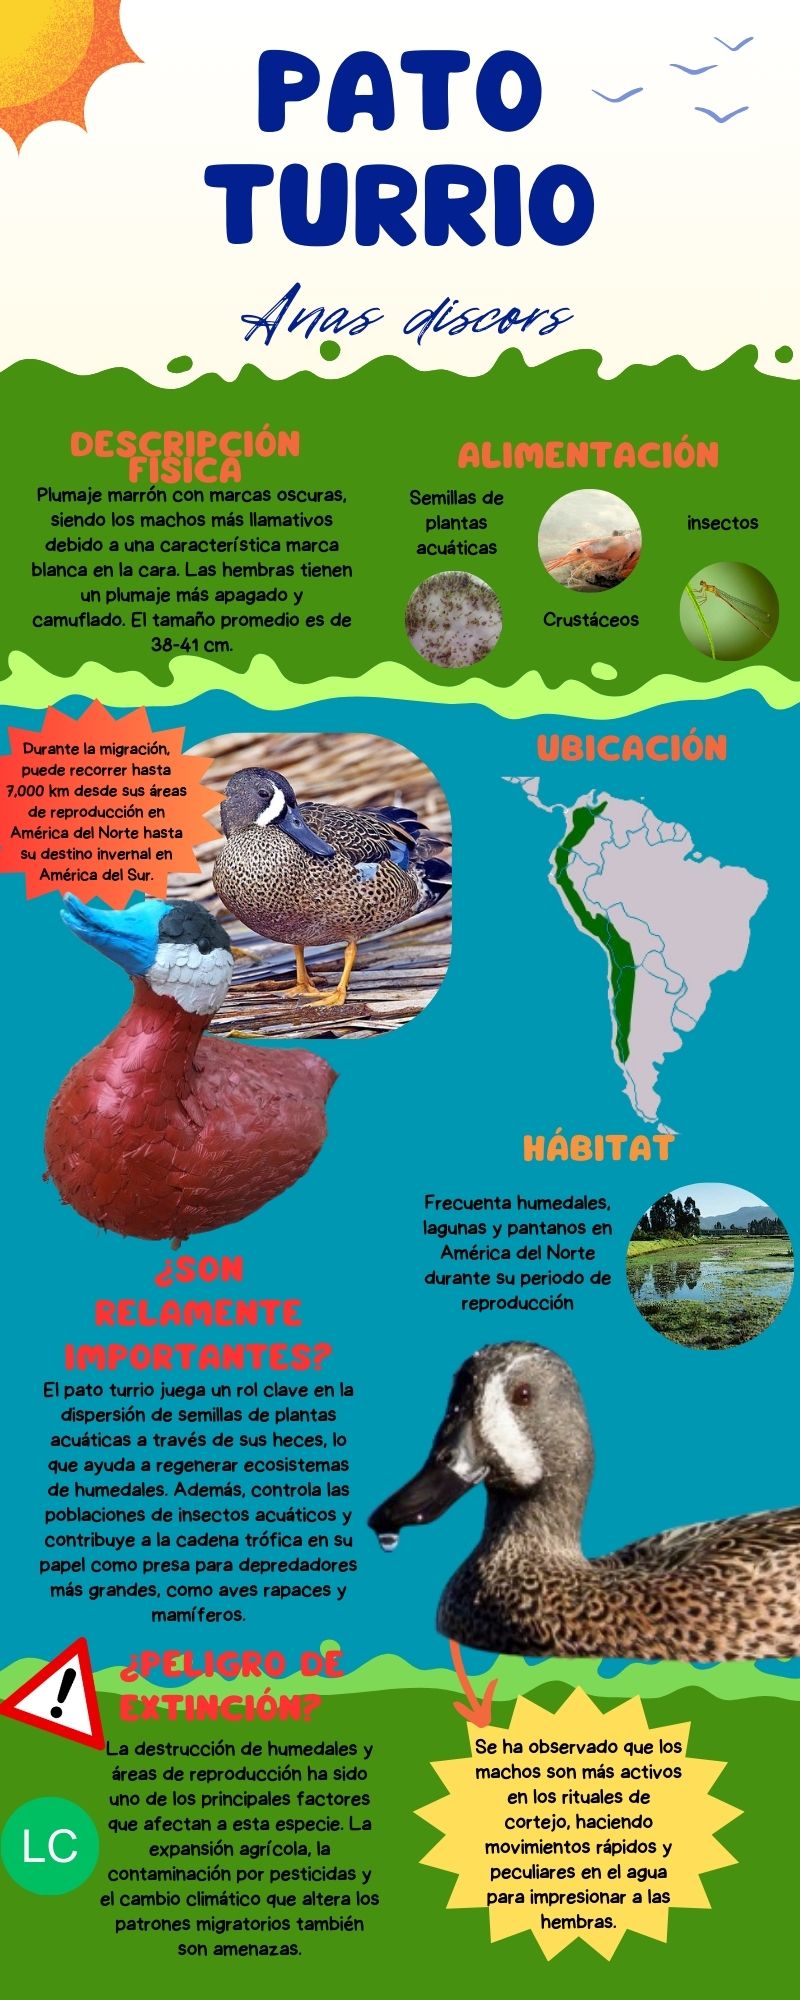 PATO
TURRIO
Anas discors
DESCRIPCIÓN
FÍSICA
Plumaje marrón con marcas oscuras,
siendo los machos más llamativos
debido a una característica marca
blanca en la cara. Las hembras tienen
un plumaje más apagado y
camuflado. El tamaño promedio es de
38-41 cm.
ALIMENTACIÓN
Semillas de
plantas
acuáticas
Crustáceos
insectos
Durante la migración,
puede recorrer hasta
7,000 km desde sus áreas
de reproducción en
América del Norte hasta
su destino invernal en
América del Sur.
UBICACIÓN
HÁBITAT
Frecuenta humedales,
lagunas y pantanos en
América del Norte
durante su periodo de
reproducción
¿SON
RELAMENTE
IMPORTANTES?
El pato turrio juega un rol clave en la
dispersión de semillas de plantas
acuáticas a través de sus heces, lo
que ayuda a regenerar ecosistemas
de humedales. Además, controla las
poblaciones de insectos acuáticos y
contribuye a la cadena trófica en su
papel como presa para depredadores
más grandes, como aves rapaces y
mamíferos.
¿PELIGRO DE
EXTINCIÓN?
La destrucción de humedales y
áreas de reproducción ha sido
uno de los principales factores
que afectan a esta especie. La
expansión agrícola, la
contaminación por pesticidas y
el cambio climático que altera los
patrones migratorios también
son amenazas.
!
LC
Se ha observado que los
machos son más activos
en los rituales de
cortejo, haciendo
movimientos rápidos y
peculiares en el agua
para impresionar a las
hembras.